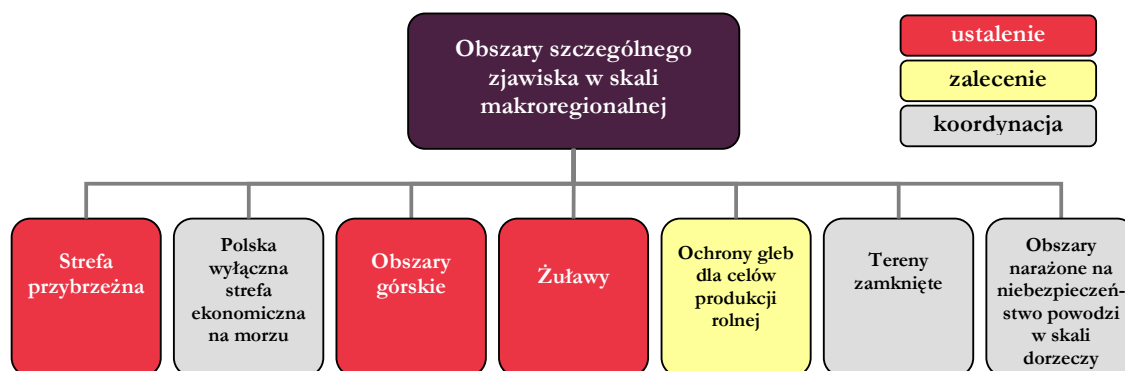 Obszary szczególnego
zjawiska w skali
makroregionalnej
ustalenie
zalecenie
koordynacja
Strefa
przybrzeżna
Polska
wyłączna
strefa
ekonomiczna
na morzu
Obszary
górskie
Żuławy
Ochrony gleb
dla celów
produkcji
rolnej
Tereny
zamknięte
Obszary
narażone na
niebezpieczeń-
stwo powodzi
w skali
dorzeczy